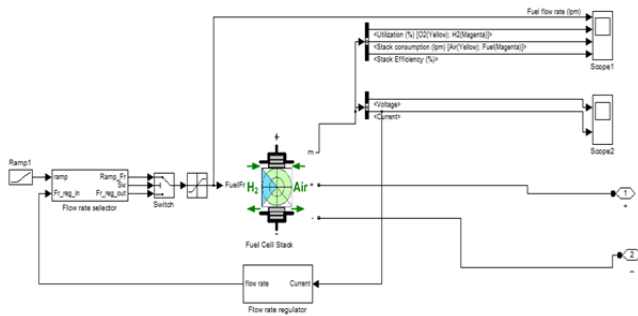 Fuel flow rate (lpm)
<Utilization (%) [O2(Yellow); H2(Magenta)]>
<Stack consumption (lpm) [Air(Yellow); Fuel(Magenta)]>
<Stack Efficiency (%)>
Scope1
<Voltage>
<Current>
Scope2
m
+
Ramp1
ramp
Ramp_Fr
Sw
Fr_reg_in
Fr_reg_out
Flow rate selector
Switch
FuelFr
H2
Air
+
-
-
Fuel Cell Stack
1
+
2
-
flow rate
Current
Flow rate regulator